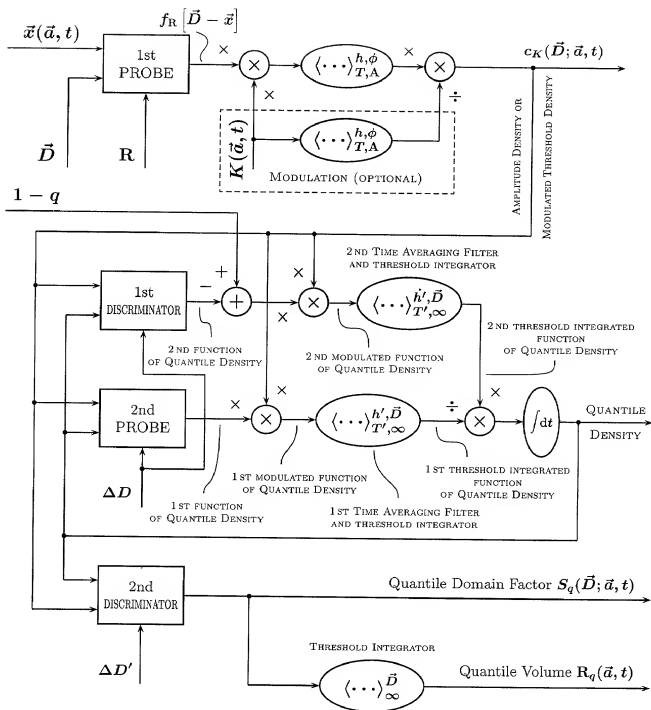 x⃗(a⃗, t)
f_R [D⃗ − x⃗]
c_K(D⃗; a⃗, t)
1st
PROBE
×
×
⟨· · ·⟩^{h,ϕ}_{T,A}
×
×
×
÷
D⃗
R
K(a⃗, t)
⟨· · ·⟩^{h,ϕ}_{T,A}
MODULATION (OPTIONAL)
AMPLITUDE DENSITY OR
MODULATED THRESHOLD DENSITY
1 − q
2ND TIME AVERAGING FILTER
AND THRESHOLD INTEGRATOR
1st
DISCRIMINATOR
−
+
+
×
×
×
⟨· · ·⟩^{h′,D⃗}_{T′,∞}
2ND FUNCTION
OF QUANTILE DENSITY
2ND MODULATED FUNCTION
OF QUANTILE DENSITY
2ND THRESHOLD INTEGRATED
FUNCTION
OF QUANTILE DENSITY
2nd
PROBE
×
×
×
⟨· · ·⟩^{h′,D⃗}_{T′,∞}
÷
×
×
∫dt
QUANTILE
DENSITY
ΔD
1ST FUNCTION
OF QUANTILE DENSITY
1ST MODULATED FUNCTION
OF QUANTILE DENSITY
1ST TIME AVERAGING FILTER
AND THRESHOLD INTEGRATOR
1ST THRESHOLD INTEGRATED
FUNCTION
OF QUANTILE DENSITY
2nd
DISCRIMINATOR
Quantile Domain Factor S_q(D⃗; a⃗, t)
ΔD′
THRESHOLD INTEGRATOR
⟨· · ·⟩^{D⃗}_{∞}
Quantile Volume R_q(a⃗, t)